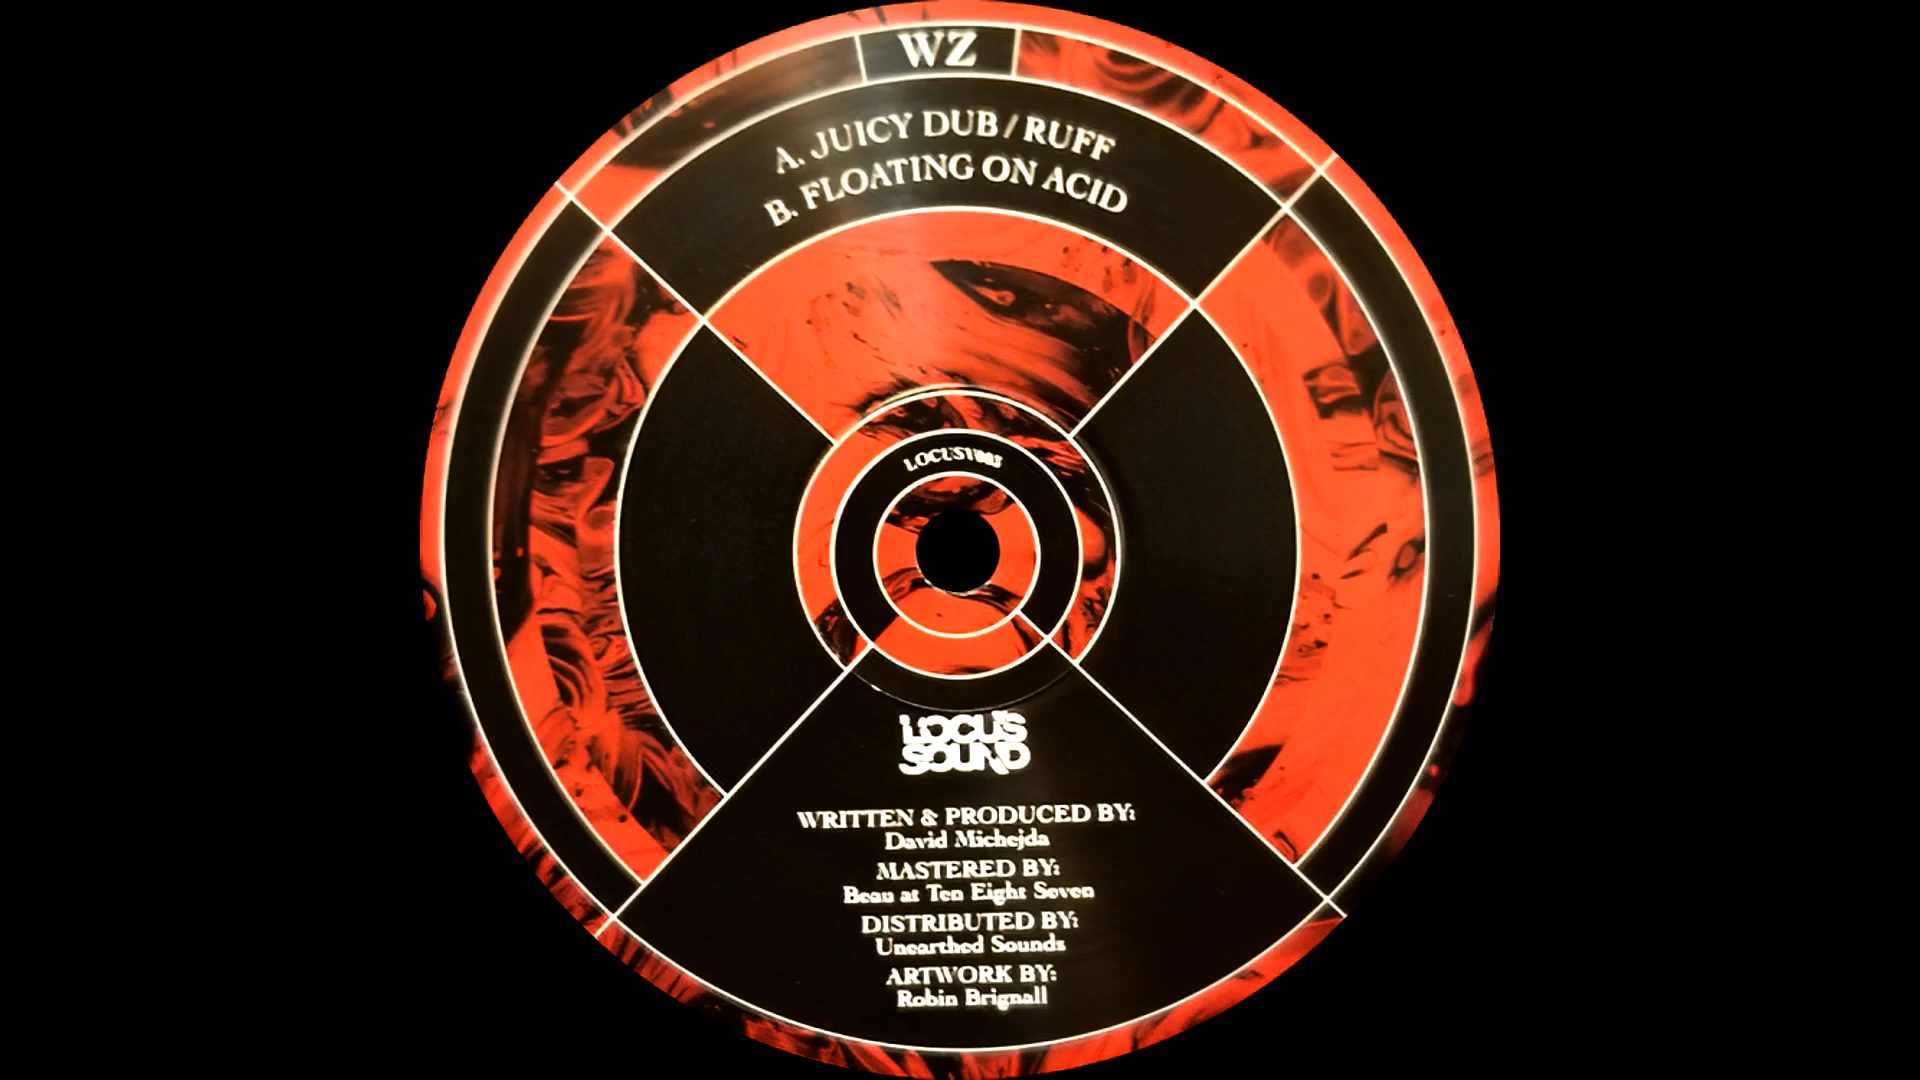 WZ
A. JUICY DUB / RUFF
B. FLOATING ON ACID
LOCUS SOUND
WRITTEN & PRODUCED BY:
David Michejda
MASTERED BY:
Beau at Ten Eight Seven
DISTRIBUTED BY:
Unearthed Sounds
ARTWORK BY:
Robin Brignall